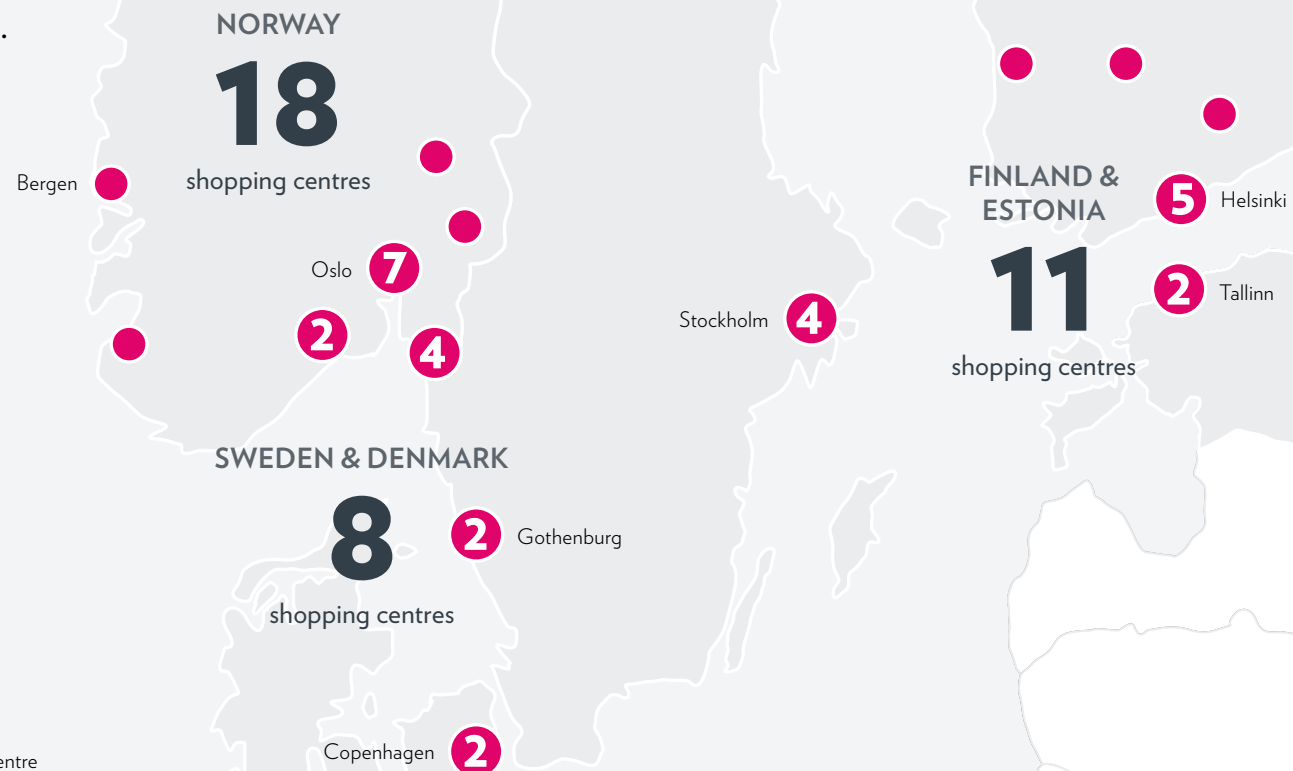 .
NORWAY
18
shopping centres
Bergen
Oslo
7
2
4
FINLAND &
ESTONIA
11
shopping centres
5
Helsinki
2
Tallinn
Stockholm
4
SWEDEN & DENMARK
8
shopping centres
2
Gothenburg
Copenhagen
2
entre